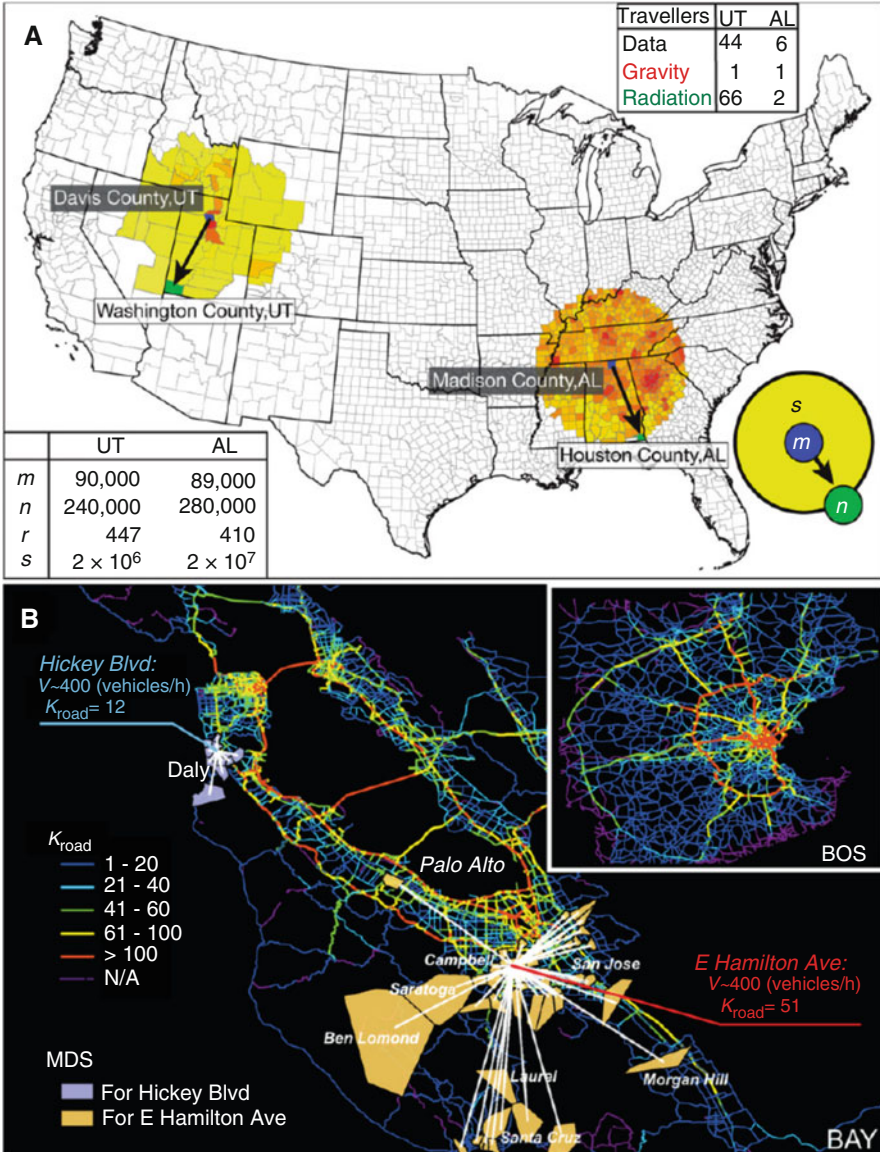 A
Travellers UT AL
Data 44 6
Gravity 1 1
Radiation 66 2
Davis County,UT
Washington County,UT
Madison County,AL
Houston County,AL
s
m
n
UT AL
m 90,000 89,000
n 240,000 280,000
r 447 410
s 2 × 10⁶ 2 × 10⁷
B
Hickey Blvd:
V~400 (vehicles/h)
Kroad= 12
Daly
Kroad
1 - 20
21 - 40
41 - 60
61 - 100
> 100
N/A
Palo Alto
BOS
Campbell
San Jose
Saratoga
E Hamilton Ave:
V~400 (vehicles/h)
Kroad= 51
Ben Lomond
Laurel
Morgan Hill
Santa Cruz
MDS
For Hickey Blvd
For E Hamilton Ave
BAY